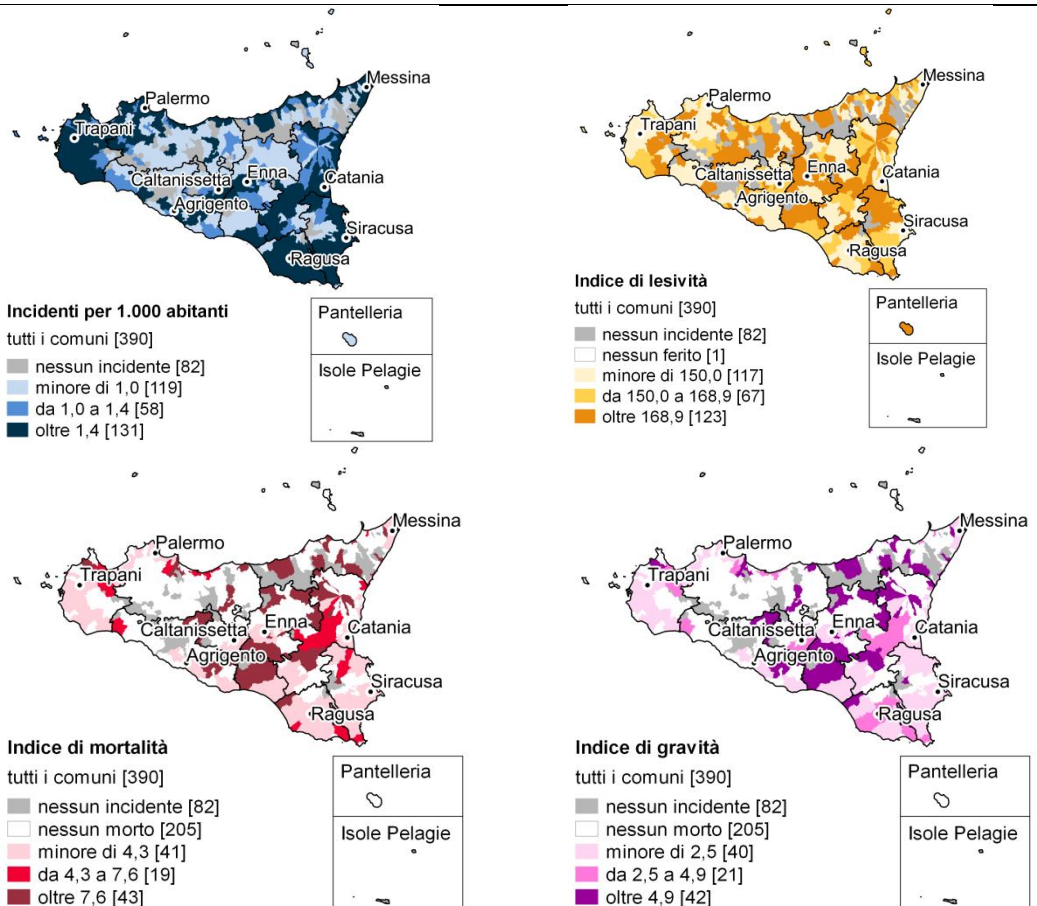 Messina
Palermo
Trapani
Caltanissetta
Enna
Catania
Agrigento
Siracusa
Ragusa
Incidenti per 1.000 abitanti
tutti i comuni [390]
nessun incidente [82]
minore di 1,0 [119]
da 1,0 a 1,4 [58]
oltre 1,4 [131]
Pantelleria
Isole Pelagie
Messina
Palermo
Trapani
Caltanissetta
Enna
Catania
Agrigento
Siracusa
Ragusa
Indice di lesività
tutti i comuni [390]
nessun incidente [82]
nessun ferito [1]
minore di 150,0 [117]
da 150,0 a 168,9 [67]
oltre 168,9 [123]
Pantelleria
Isole Pelagie
Messina
Palermo
Trapani
Caltanissetta
Enna
Catania
Agrigento
Siracusa
Ragusa
Indice di mortalità
tutti i comuni [390]
nessun incidente [82]
nessun morto [205]
minore di 4,3 [41]
da 4,3 a 7,6 [19]
oltre 7,6 [43]
Pantelleria
Isole Pelagie
Messina
Palermo
Trapani
Caltanissetta
Enna
Catania
Agrigento
Siracusa
Ragusa
Indice di gravità
tutti i comuni [390]
nessun incidente [82]
nessun morto [205]
minore di 2,5 [40]
da 2,5 a 4,9 [21]
oltre 4,9 [42]
Pantelleria
Isole Pelagie